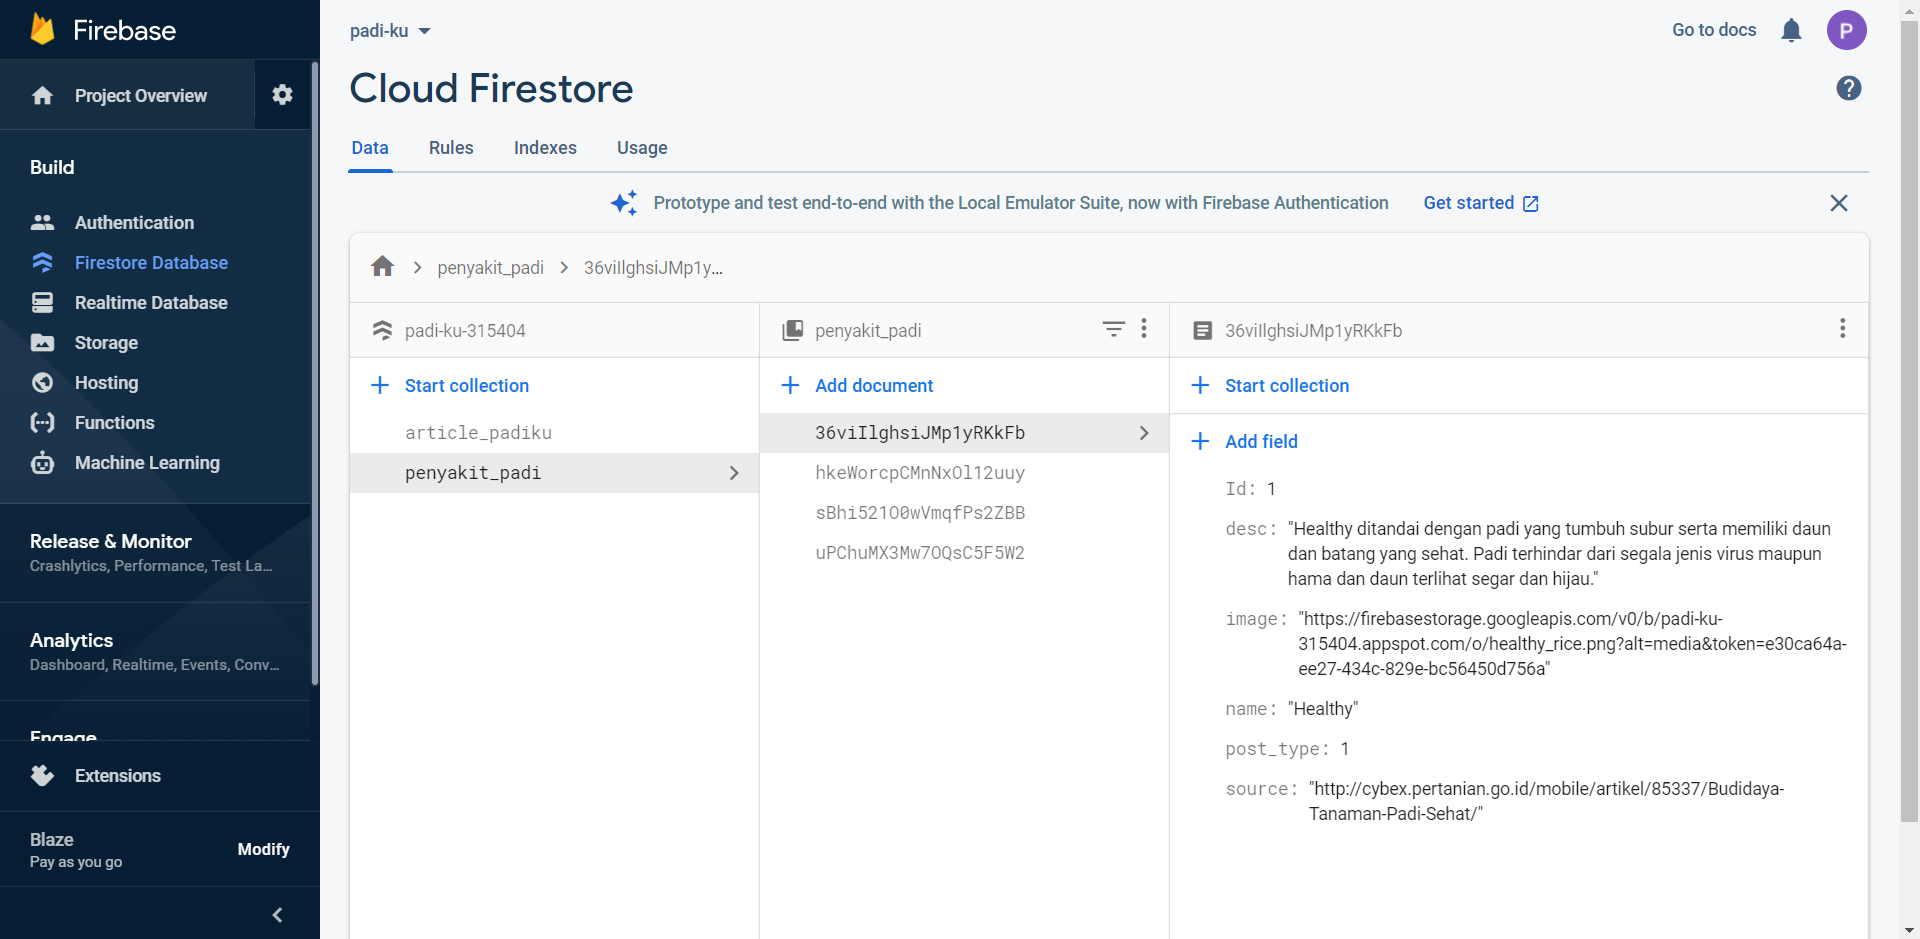 Firebase
Project Overview
Build
Authentication
Firestore Database
Realtime Database
Storage
Hosting
Functions
Machine Learning
Release & Monitor
Crashlytics, Performance, Test La...
Analytics
Dashboard, Realtime, Events, Conv...
Engage
Extensions
Blaze
Pay as you go
Modify
padi-ku
Go to docs
P
Cloud Firestore
Data Rules Indexes Usage
Prototype and test end-to-end with the Local Emulator Suite, now with Firebase Authentication Get started
penyakit_padi 36viIlghsiJMp1y...
padi-ku-315404
Start collection
article_padiku
penyakit_padi
penyakit_padi
Add document
36viIlghsiJMp1yRKkFb
hkeWorcpCMnNxOl12uuy
sBhi521O0wVmqfPs2ZBB
uPChuMX3Mw7OQsC5F5W2
36viIlghsiJMp1yRKkFb
Start collection
Add field
Id: 1
desc: "Healthy ditandai dengan padi yang tumbuh subur serta memiliki daun
dan batang yang sehat. Padi terhindar dari segala jenis virus maupun
hama dan daun terlihat segar dan hijau."
image: "https://firebasestorage.googleapis.com/v0/b/padi-ku-
315404.appspot.com/o/healthy_rice.png?alt=media&token=e30ca64a-
ee27-434c-829e-bc56450d756a"
name: "Healthy"
post_type: 1
source: "http://cybex.pertanian.go.id/mobile/artikel/85337/Budidaya-
Tanaman-Padi-Sehat/"